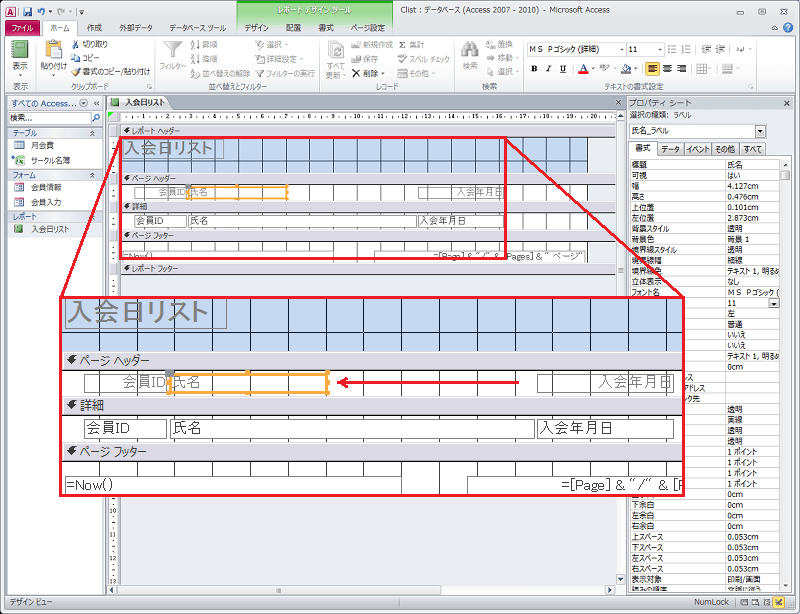 レポート デザイン ツール
Clist : データベース (Access 2007 - 2010) - Microsoft Access
ファイル ホーム 作成 外部データ データベース ツール デザイン 配置 書式 ページ設定
表示
貼り付け
切り取り
コピー
書式のコピー/貼り付け
フィルター
昇順
降順
並べ替えの解除
選択
詳細設定
フィルターの実行
すべて
更新
新規作成
保存
削除
集計
スペル チェック
その他
検索
置換
移動
選択
ＭＳ Ｐゴシック (詳細) 11
B I U
表示 クリップボード 並べ替えとフィルター レコード 検索 テキストの書式設定
すべての Access...
検索...
テーブル
月会費
サークル名簿
フォーム
会員情報
会員入力
レポート
入会日リスト
入会日リスト
レポート ヘッダー
入会日リスト
ページ ヘッダー
会員ID 氏名 入会年月日
詳細
会員ID 氏名 入会年月日
ページ フッター
=Now() =[Page] & "/" & [Pages] & " ページ"
レポート フッター
入会日リスト
ページ ヘッダー
会員ID 氏名 入会年月日
詳細
会員ID 氏名 入会年月日
ページ フッター
=Now() =[Page] & "/" & [P
プロパティ シート
選択の種類: ラベル
氏名_ラベル
書式 データ イベント その他 すべて
標題 氏名
可視 はい
幅 4.127cm
高さ 0.476cm
上位置 0.101cm
左位置 2.873cm
背景スタイル 透明
背景色 背景 1
境界線スタイル 透明
境界線幅 細線
境界線色 テキスト 1, 明るめ
立体表示 なし
フォント名 ＭＳ Ｐゴシック (
11
左
普通
いいえ
いいえ
テキスト 1, 明るめ
0cm
ス
アドレス
ク先
透明
実線
透明
透明
1 ポイント
1 ポイント
1 ポイント
1 ポイント
0cm
下余白 0cm
左余白 0cm
右余白 0cm
上スペース 0.053cm
下スペース 0.053cm
左スペース 0.053cm
右スペース 0.053cm
表示対象 印刷/画面
デザイン ビュー NumLock